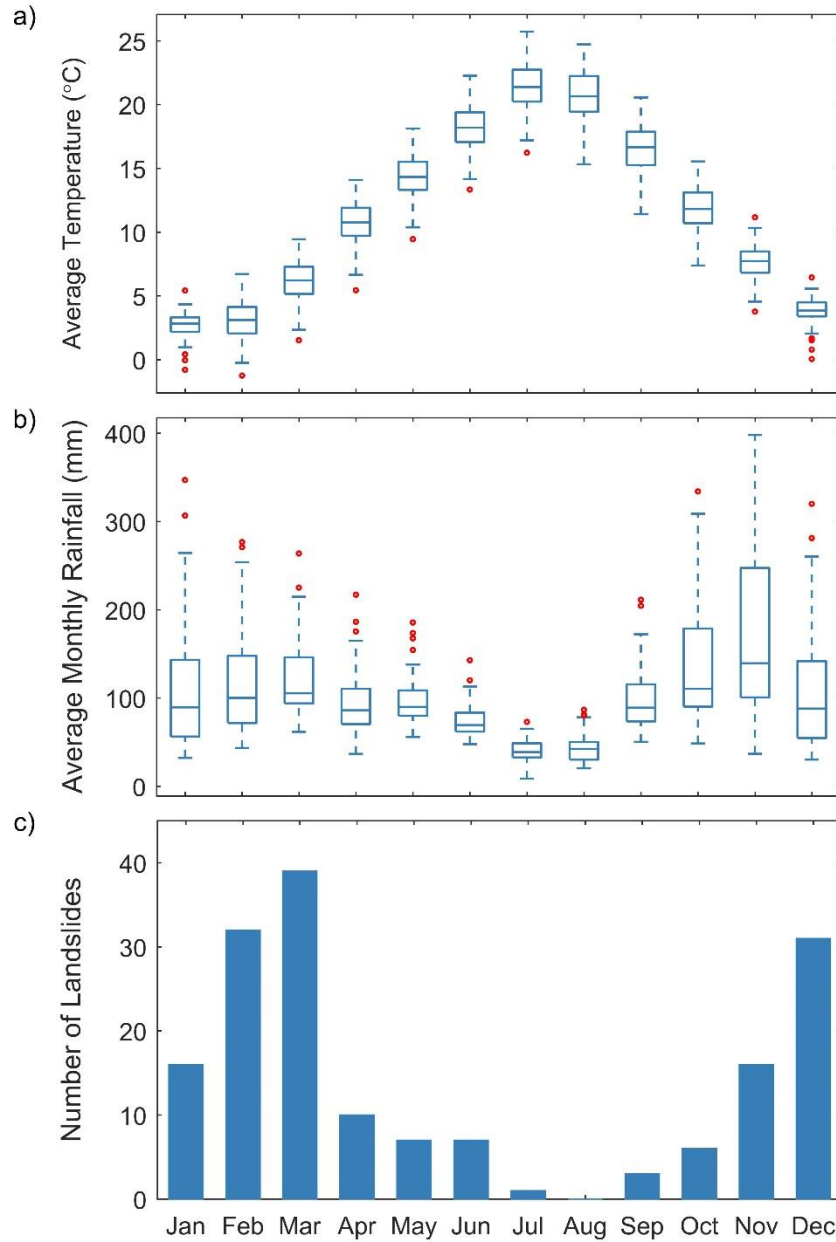 a)
Average Temperature (°C)
25
20
15
10
5
0
b)
Average Monthly Rainfall (mm)
400
300
200
100
0
c)
Number of Landslides
40
30
20
10
0
Jan Feb Mar Apr May Jun Jul Aug Sep Oct Nov Dec